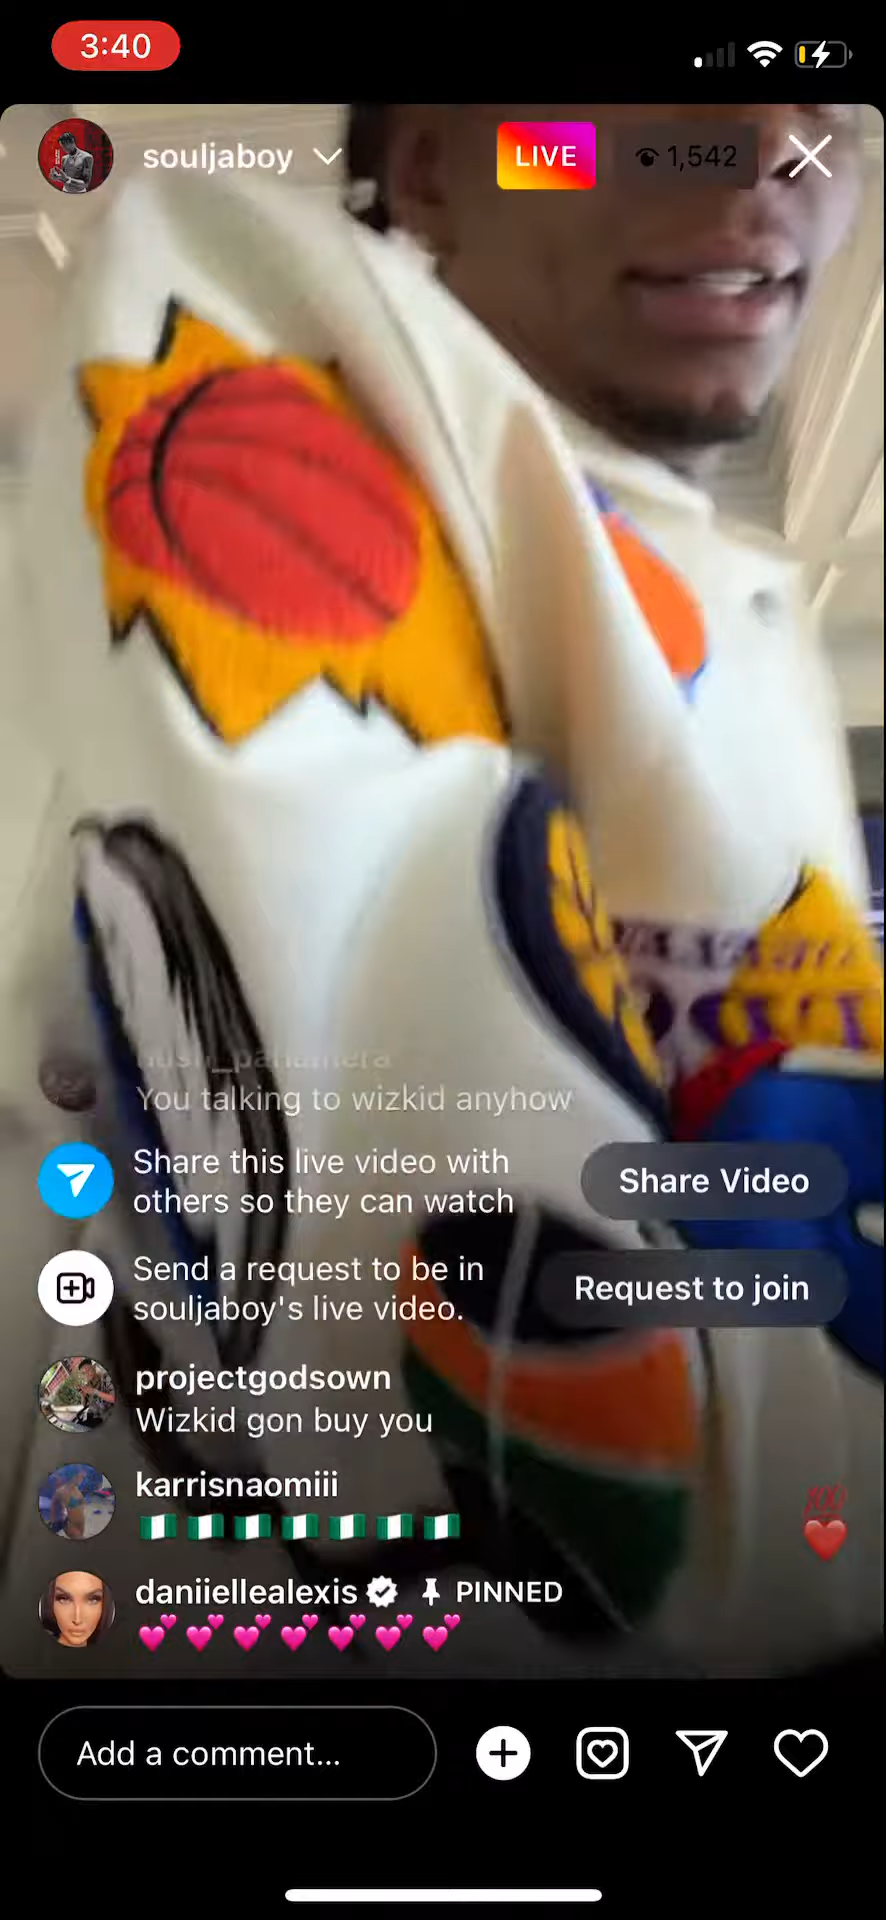 3:40
souljaboy
LIVE
1,542
You talking to wizkid anyhow
Share this live video with
others so they can watch
Share Video
Send a request to be in
souljaboy's live video.
Request to join
projectgodsown
Wizkid gon buy you
karrisnaomiii
🇳🇬🇳🇬🇳🇬🇳🇬🇳🇬🇳🇬🇳🇬
💯
daniiellealexis PINNED
💕💕💕💕💕💕💕
Add a comment...